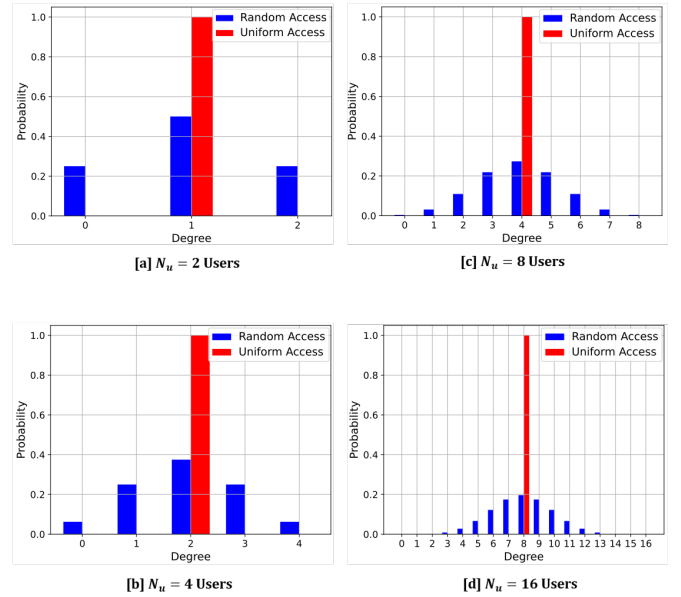 1.0
0.8
0.6
0.4
0.2
0.0
Probability
Random Access
Uniform Access
0 1 2
Degree
[a] N_u = 2 Users
1.0
0.8
0.6
0.4
0.2
0.0
Probability
Random Access
Uniform Access
0 1 2 3 4 5 6 7 8
Degree
[c] N_u = 8 Users
1.0
0.8
0.6
0.4
0.2
0.0
Probability
Random Access
Uniform Access
0 1 2 3 4
Degree
[b] N_u = 4 Users
1.0
0.8
0.6
0.4
0.2
0.0
Probability
Random Access
Uniform Access
0 1 2 3 4 5 6 7 8 9 10 11 12 13 14 15 16
Degree
[d] N_u = 16 Users